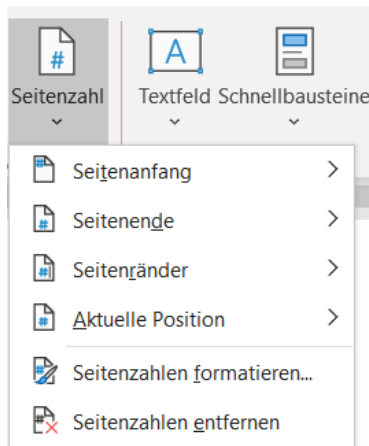 Seitenzahl
Textfeld
Schnellbausteine
Seitenanfang
Seitenende
Seitenränder
Aktuelle Position
Seitenzahlen formatieren...
Seitenzahlen entfernen